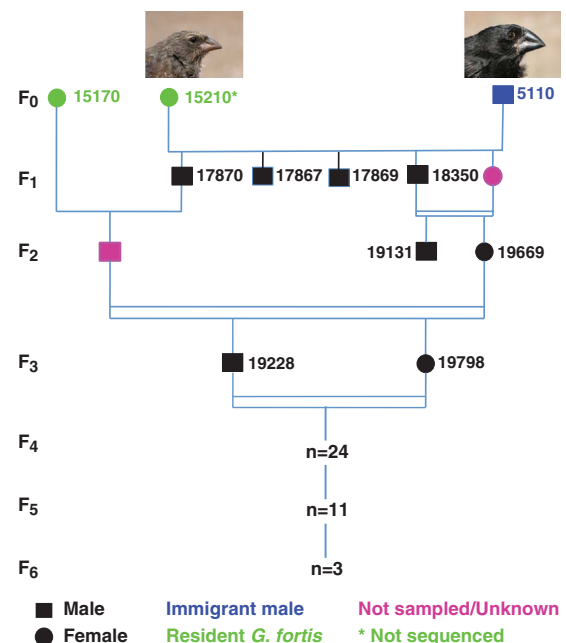 F0 15170 15210* 5110
F1 17870 17867 17869 18350
F2 19131 19669
F3 19228 19798
F4 n=24
F5 n=11
F6 n=3
Male Immigrant male Not sampled/Unknown
Female Resident G. fortis * Not sequenced